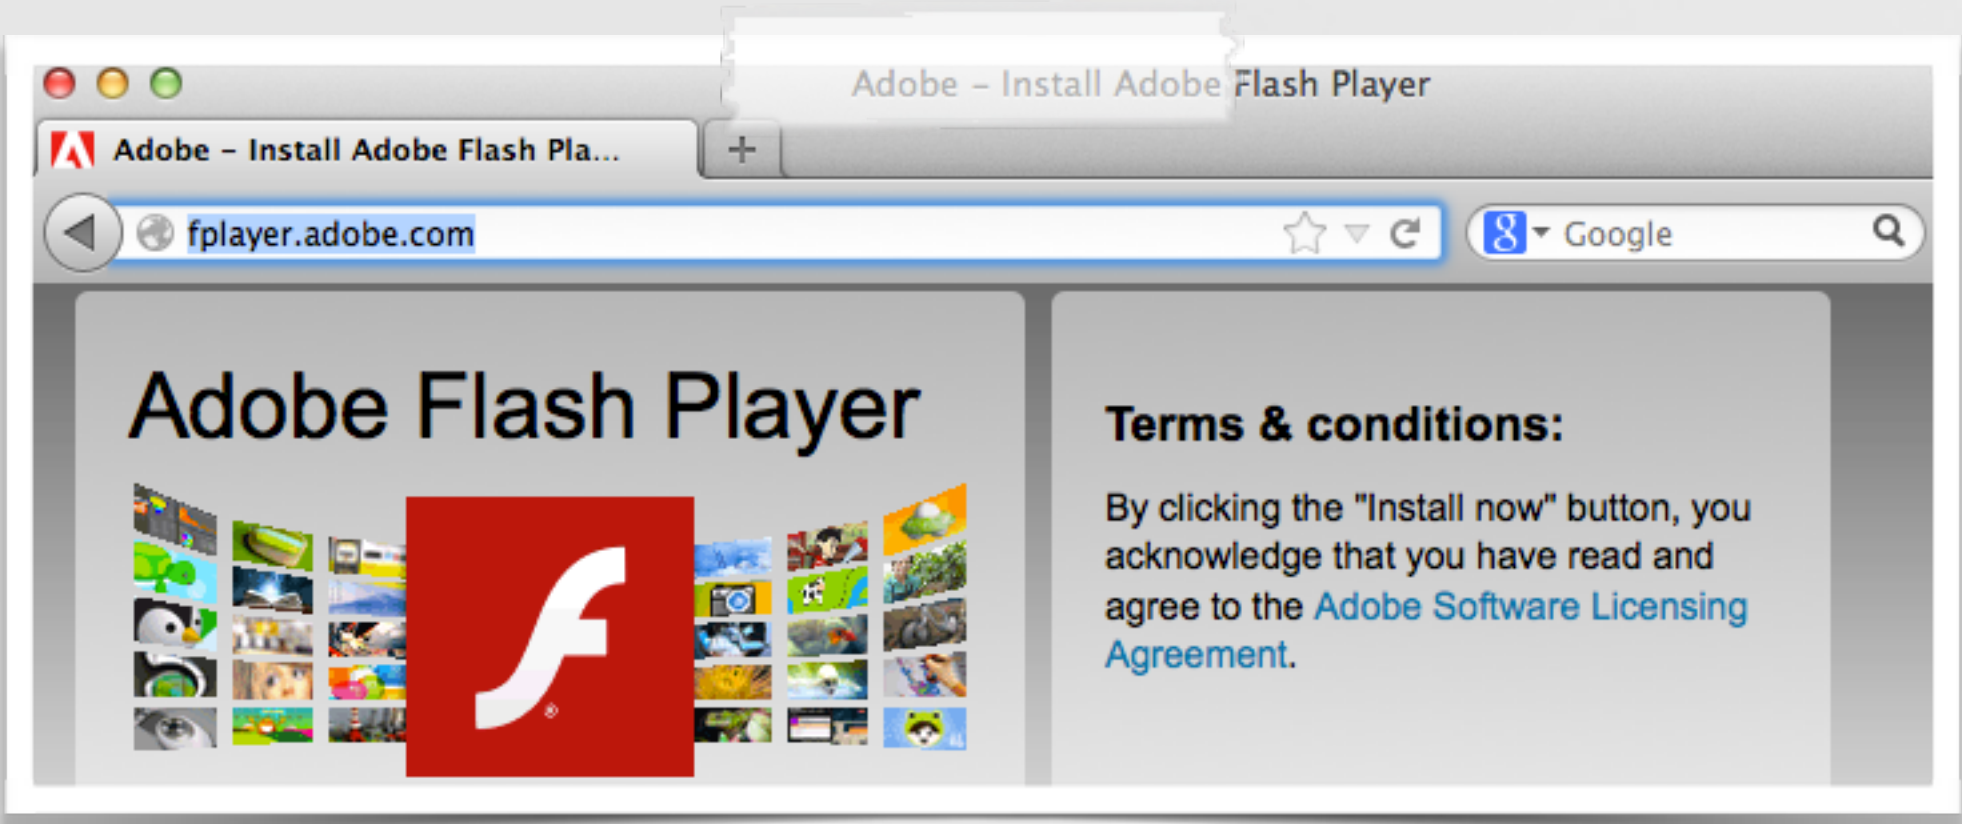 Adobe – Install Adobe Flash Player
Adobe – Install Adobe Flash Pla...
fplayer.adobe.com
Google
Adobe Flash Player
Terms & conditions:
By clicking the "Install now" button, you
acknowledge that you have read and
agree to the Adobe Software Licensing
Agreement.